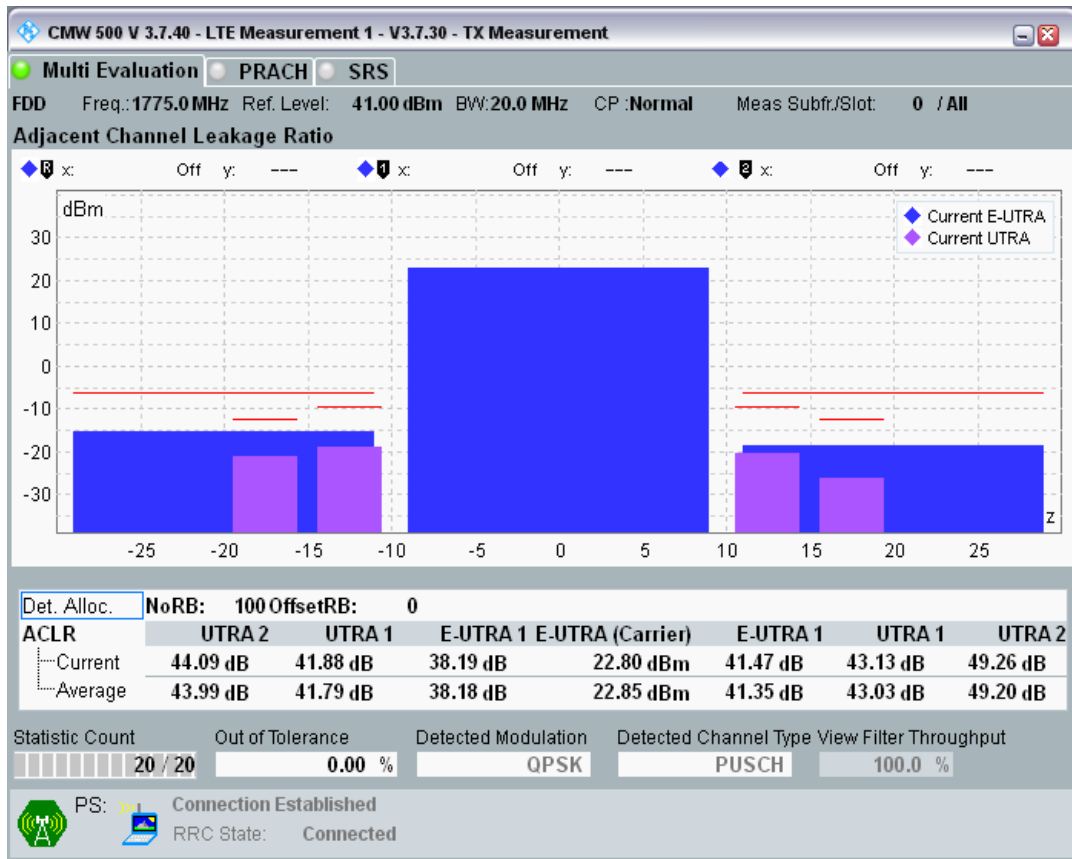 CMW 500 V 3.7.40 - LTE Measurement 1 - V3.7.30 - TX Measurement
Multi Evaluation PRACH SRS
FDD Freq.: 1775.0 MHz Ref. Level: 41.00 dBm BW: 20.0 MHz CP : Normal Meas Subfr./Slot: 0 / All
Adjacent Channel Leakage Ratio
R x: Off y: --- 1 x: Off y: --- 2 x: Off y: ---
dBm
Current E-UTRA
Current UTRA
30
20
10
0
-10
-20
-30
z
-25 -20 -15 -10 -5 0 5 10 15 20 25
Det. Alloc. NoRB: 100 OffsetRB: 0
ACLR UTRA 2 UTRA 1 E-UTRA 1 E-UTRA (Carrier) E-UTRA 1 UTRA 1 UTRA 2
Current 44.09 dB 41.88 dB 38.19 dB 22.80 dBm 41.47 dB 43.13 dB 49.26 dB
Average 43.99 dB 41.79 dB 38.18 dB 22.85 dBm 41.35 dB 43.03 dB 49.20 dB
Statistic Count Out of Tolerance Detected Modulation Detected Channel Type View Filter Throughput
20 / 20 0.00 % QPSK PUSCH 100.0 %
PS: Connection Established
RRC State: Connected